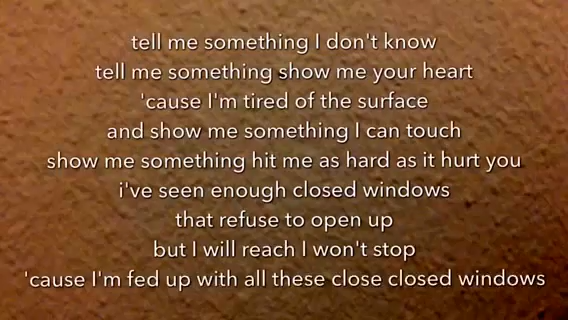 tell me something I don't know
tell me something show me your heart
'cause I'm tired of the surface
and show me something I can touch
show me something hit me as hard as it hurt you
i've seen enough closed windows
that refuse to open up
but I will reach I won't stop
'cause I'm fed up with all these close closed windows